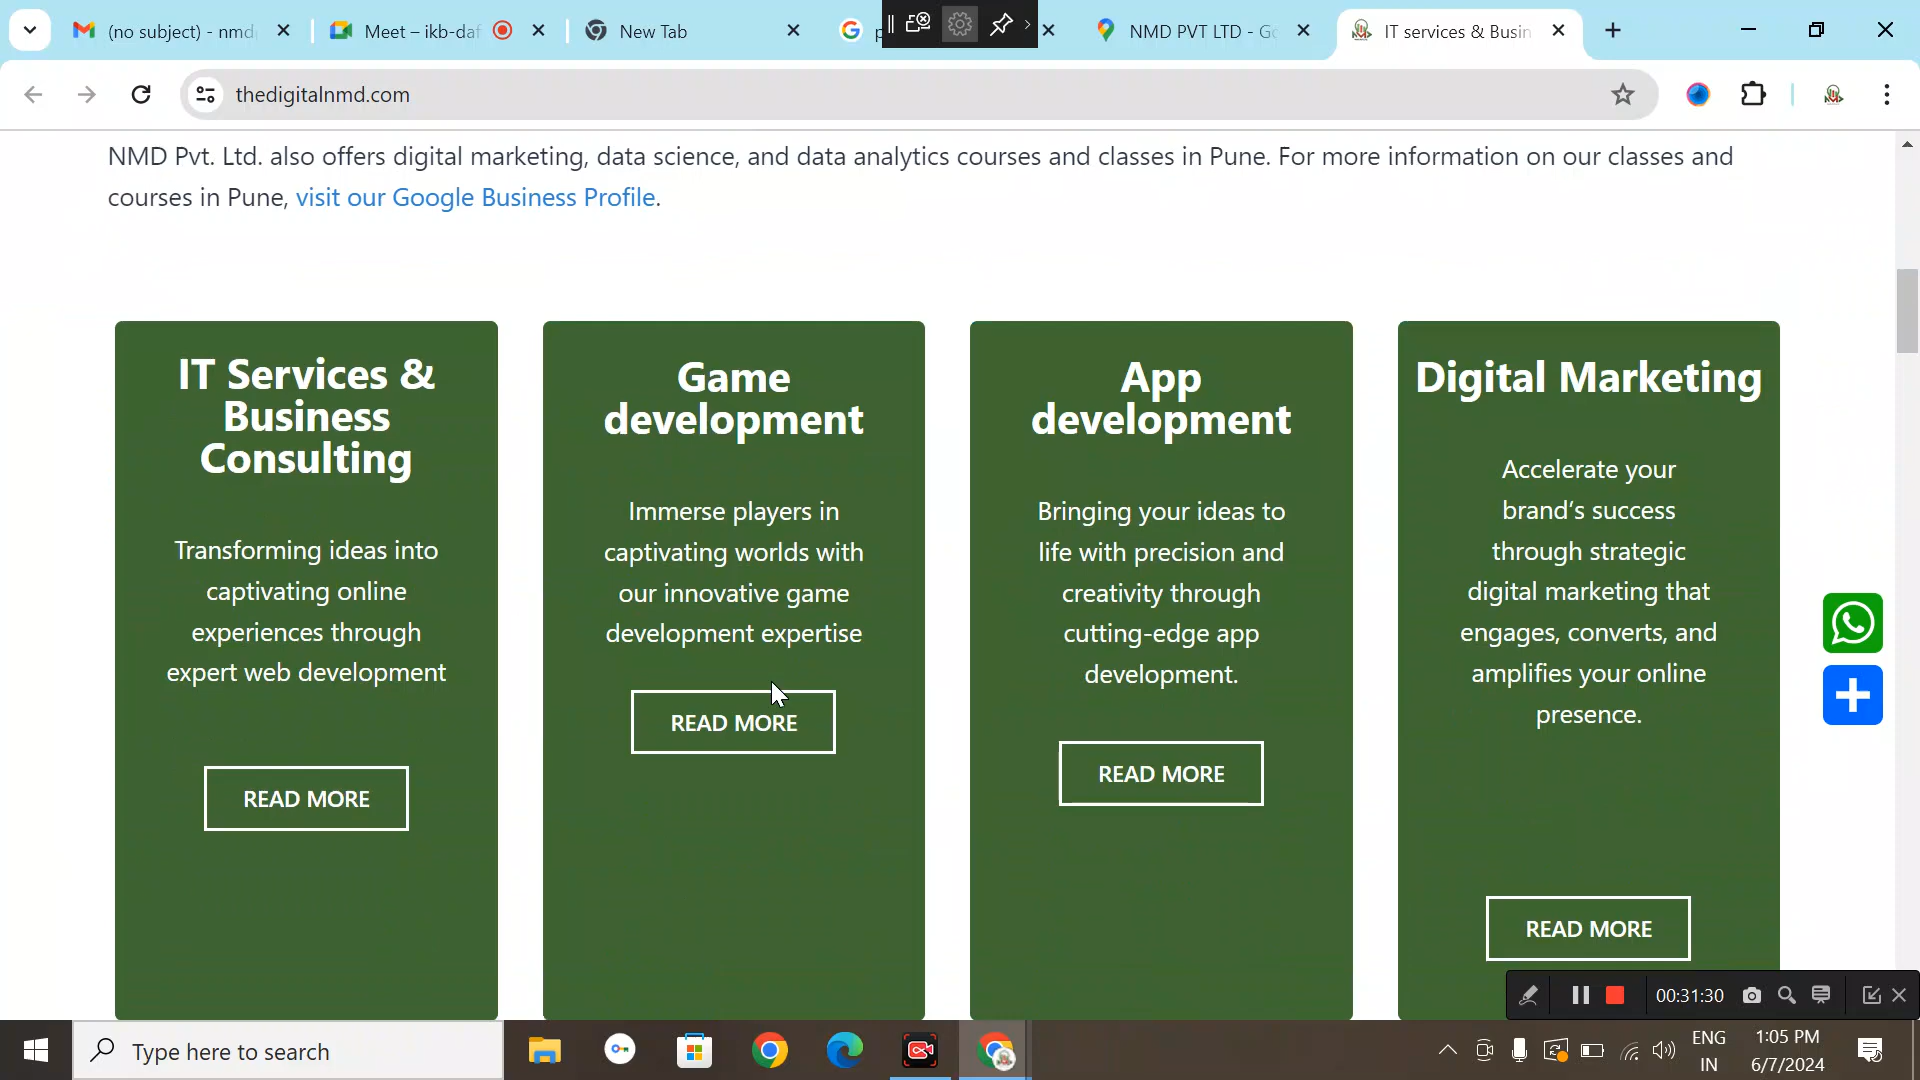 (no subject) - nmd
Meet – ikb-daf
New Tab
NMD PVT LTD - Go
IT services & Busin
thedigitalnmd.com
NMD Pvt. Ltd. also offers digital marketing, data science, and data analytics courses and classes in Pune. For more information on our classes and
courses in Pune, visit our Google Business Profile.
IT Services &
Business
Consulting
Transforming ideas into
captivating online
experiences through
expert web development
READ MORE
Game
development
Immerse players in
captivating worlds with
our innovative game
development expertise
READ MORE
App
development
Bringing your ideas to
life with precision and
creativity through
cutting-edge app
development.
READ MORE
Digital Marketing
Accelerate your
brand’s success
through strategic
digital marketing that
engages, converts, and
amplifies your online
presence.
READ MORE
00:31:30
Type here to search
ENG
IN
1:05 PM
6/7/2024